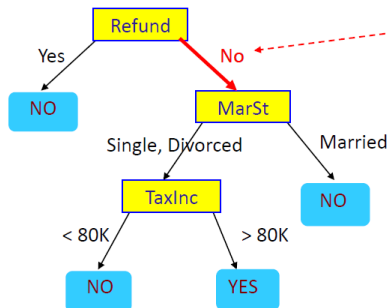 Refund
Yes
No
NO
MarSt
Single, Divorced
Married
TaxInc
NO
< 80K
> 80K
NO
YES